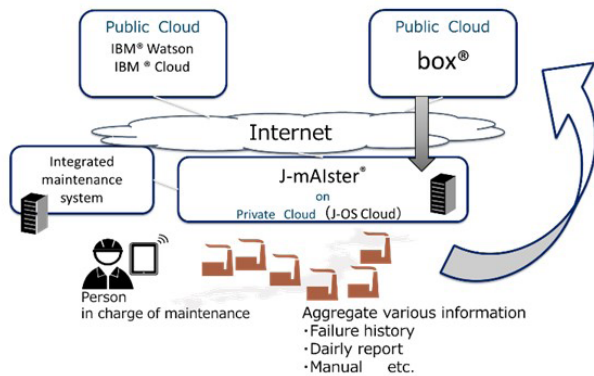 Public Cloud
IBM® Watson
IBM ® Cloud
Public Cloud
box®
Internet
Integrated
maintenance
system
J-mAIster®
on
Private Cloud (J-OS Cloud)
Person
in charge of maintenance
Aggregate various information
・Failure history
・Dairly report
・Manual etc.